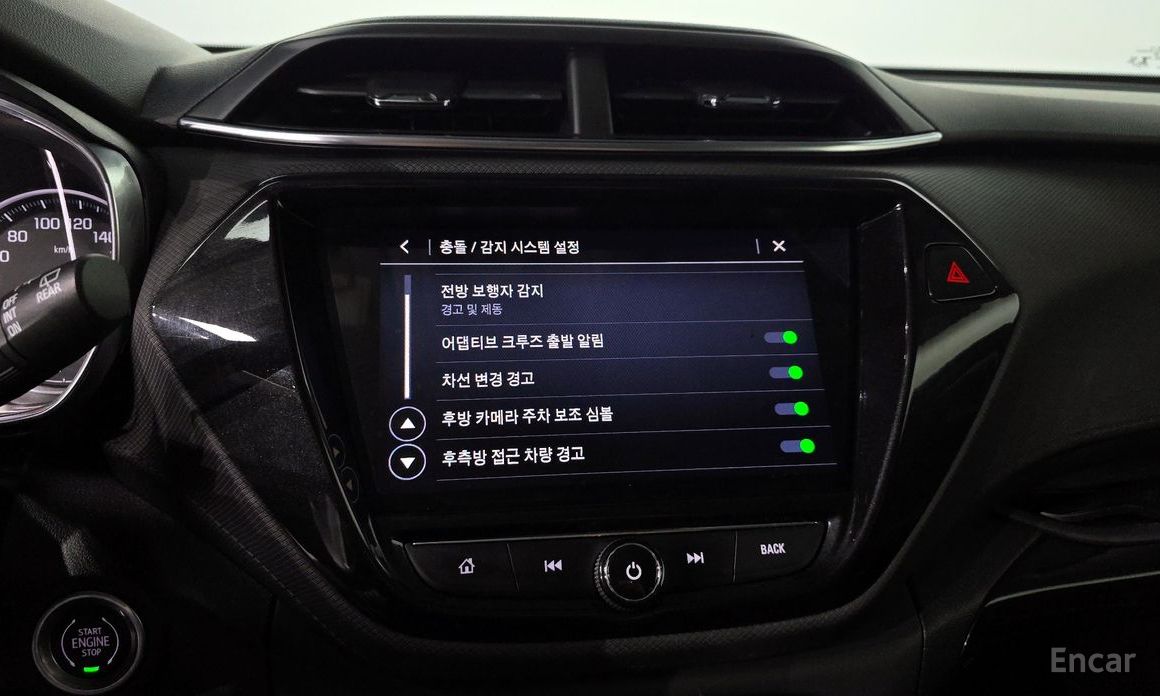 충돌 / 감지 시스템 설정
전방 보행자 감지
경고 및 제동
어댑티브 크루즈 출발 알림
차선 변경 경고
후방 카메라 주차 보조 심볼
후측방 접근 차량 경고
80 100 120 140
km/h
REAR
OFF
INT
ON
BACK
START
ENGINE
STOP
Encar